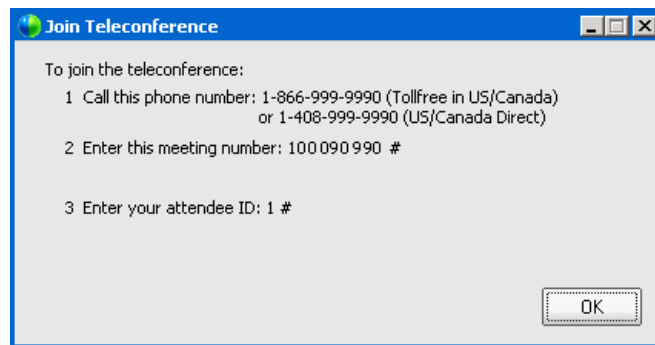 Join Teleconference
To join the teleconference:
1 Call this phone number: 1-866-999-9990 (Tollfree in US/Canada)
or 1-408-999-9990 (US/Canada Direct)
2 Enter this meeting number: 100 090 990 #
3 Enter your attendee ID: 1 #
OK